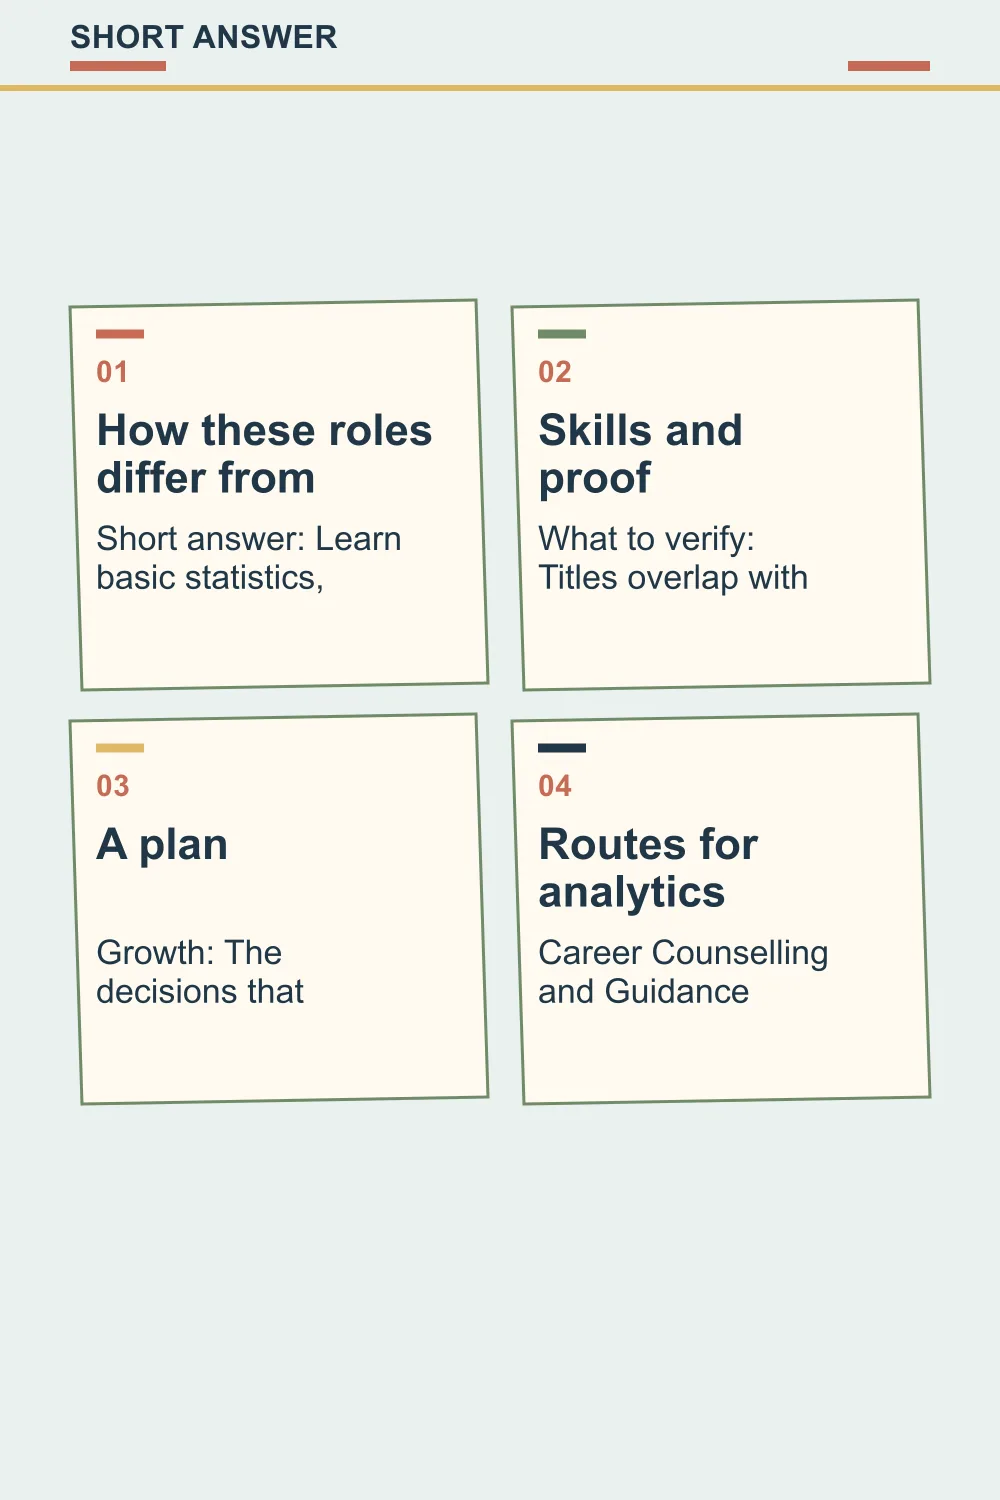 SHORT ANSWER
01
How these roles
differ from
Short answer: Learn
basic statistics,
02
Skills and
proof
What to verify:
Titles overlap with
03
A plan
Growth: The
decisions that
04
Routes for
analytics
Career Counselling
and Guidance